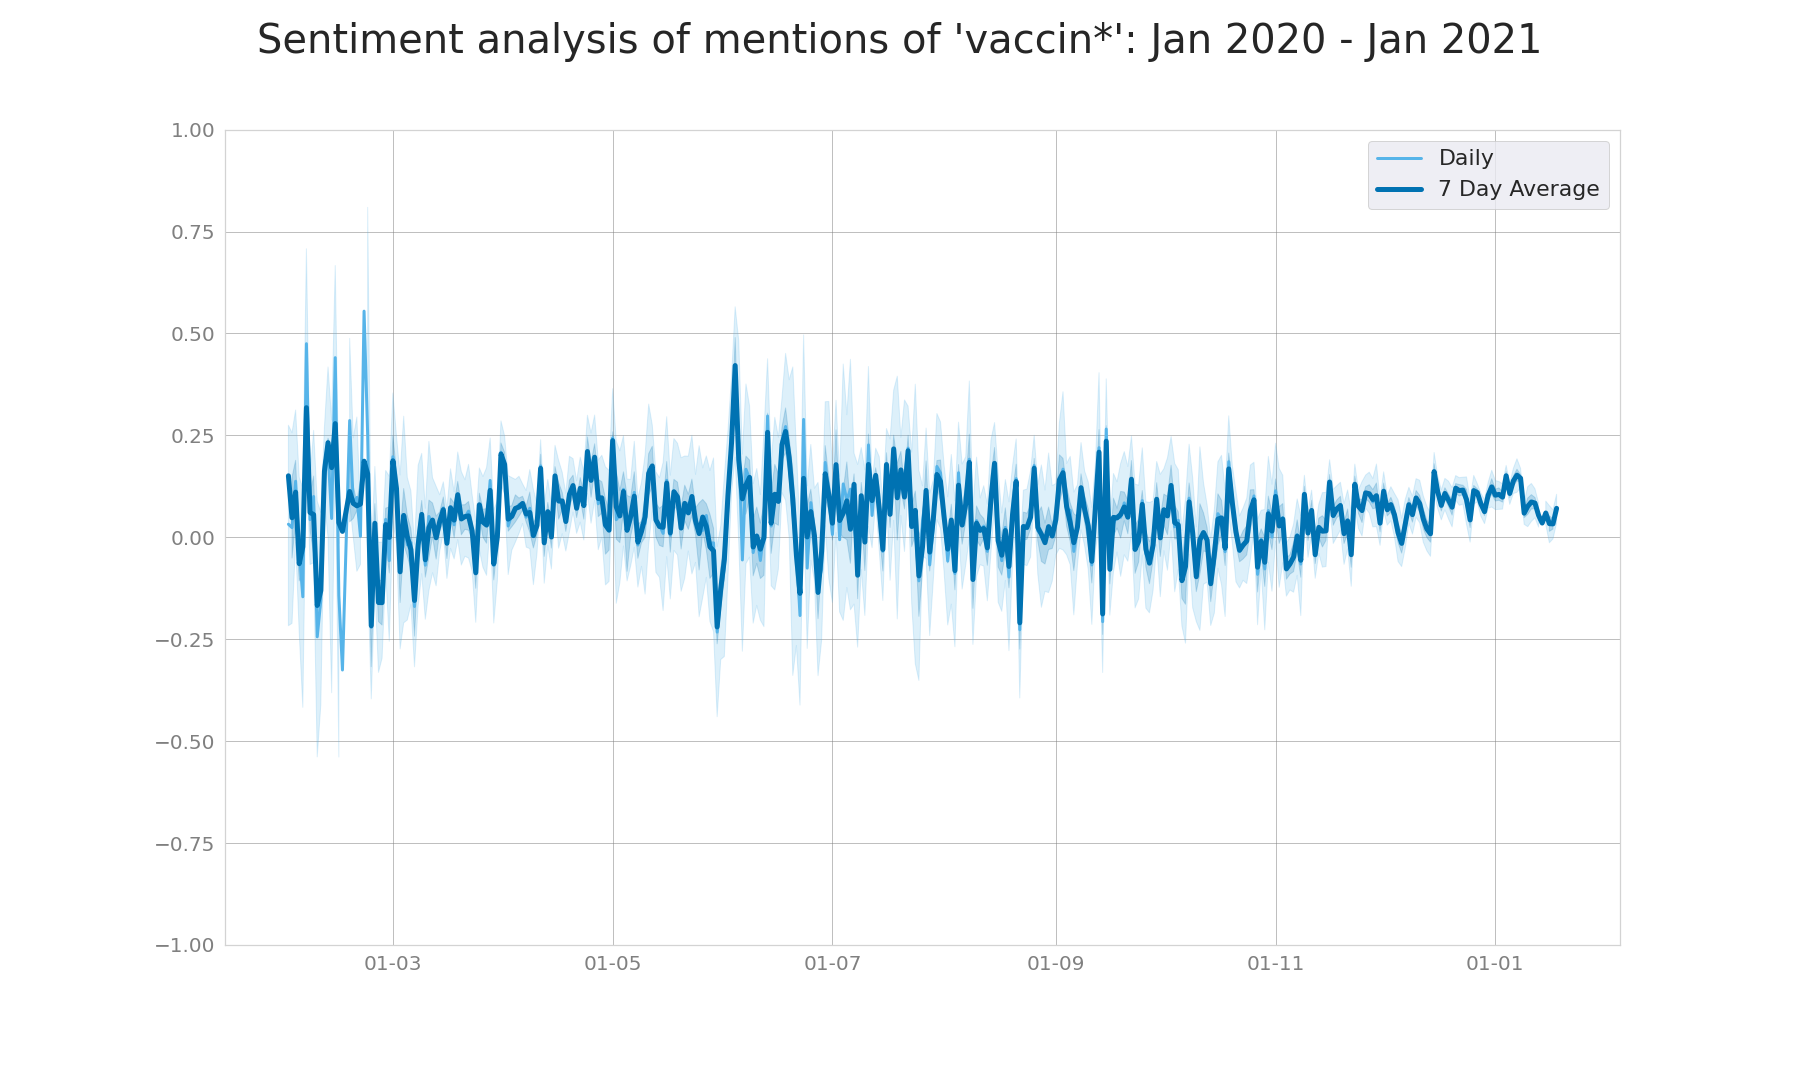 Sentiment analysis of mentions of 'vaccin*': Jan 2020 - Jan 2021
Daily
7 Day Average
1.00
0.75
0.50
0.25
0.00
−0.25
−0.50
−0.75
−1.00
01-03 01-05 01-07 01-09 01-11 01-01